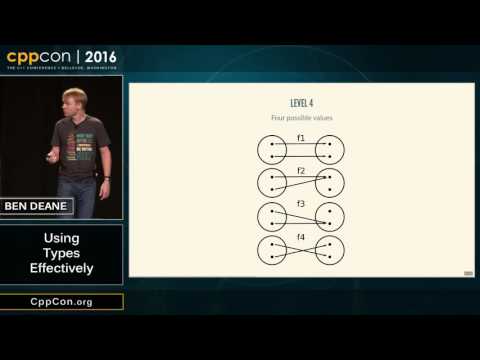 cppcon | 2016
THE C++ CONFERENCE • BELLEVUE, WASHINGTON
BEN DEANE
Using
Types
Effectively
CppCon.org
LEVEL 4
Four possible values
f1
f2
f3
f4